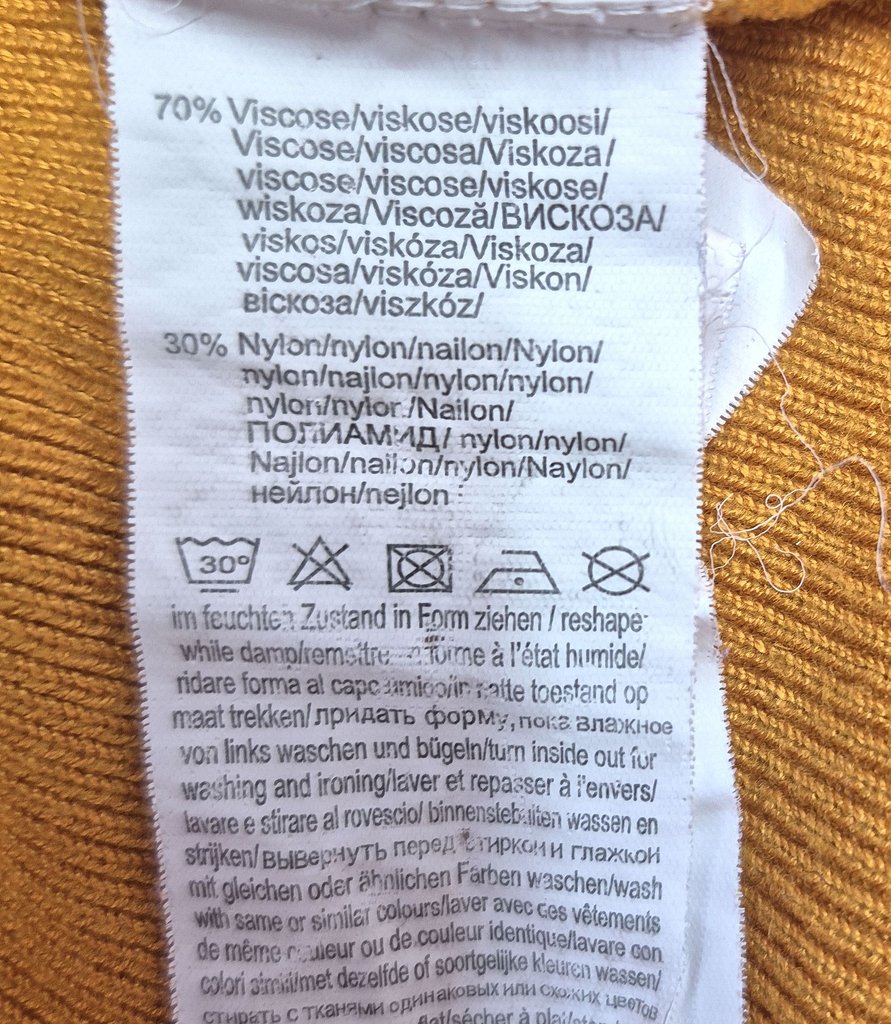 70% Viscose/viskose/viskoosi/
Viscose/viscosa/Viskoza/
viscose/viscose/viskose/
wiskoza/Viscoză/ВИСКОЗА/
viskos/viskóza/Viskoza/
viscosa/viskóza/Viskon/
віскоза/viszkóz/
30% Nylon/nylon/nailon/Nylon/
nylon/najlon/nylon/nylon/
nylon/nylon/Nailon/
ПОЛИАМИД/ nylon/nylon/
Najlon/nailon/nylon/Naylon/
нейлон/nejlon
30°
im feuchten Zustand in Form ziehen / reshape
while damp/remettre forme à l'état humide/
ridare forma al capo umido/in natte toestand op
maat trekken/придать форму, пока влажное
von links waschen und bügeln/turn inside out for
washing and ironing/laver et repasser à l'envers/
lavare e stirare al rovescio/ binnenstebuiten wassen en
strijken/вывернуть перед стиркой и глажкой
mit gleichen oder ähnlichen Farben waschen/wash
with same or similar colours/laver avec des vêtements
de même couleur ou de couleur identique/lavare con
colori simili/met dezelfde of soortgelijke kleuren wassen/
стирать с тканями одинаковых или схожих цветов
flat/sécher à plat/